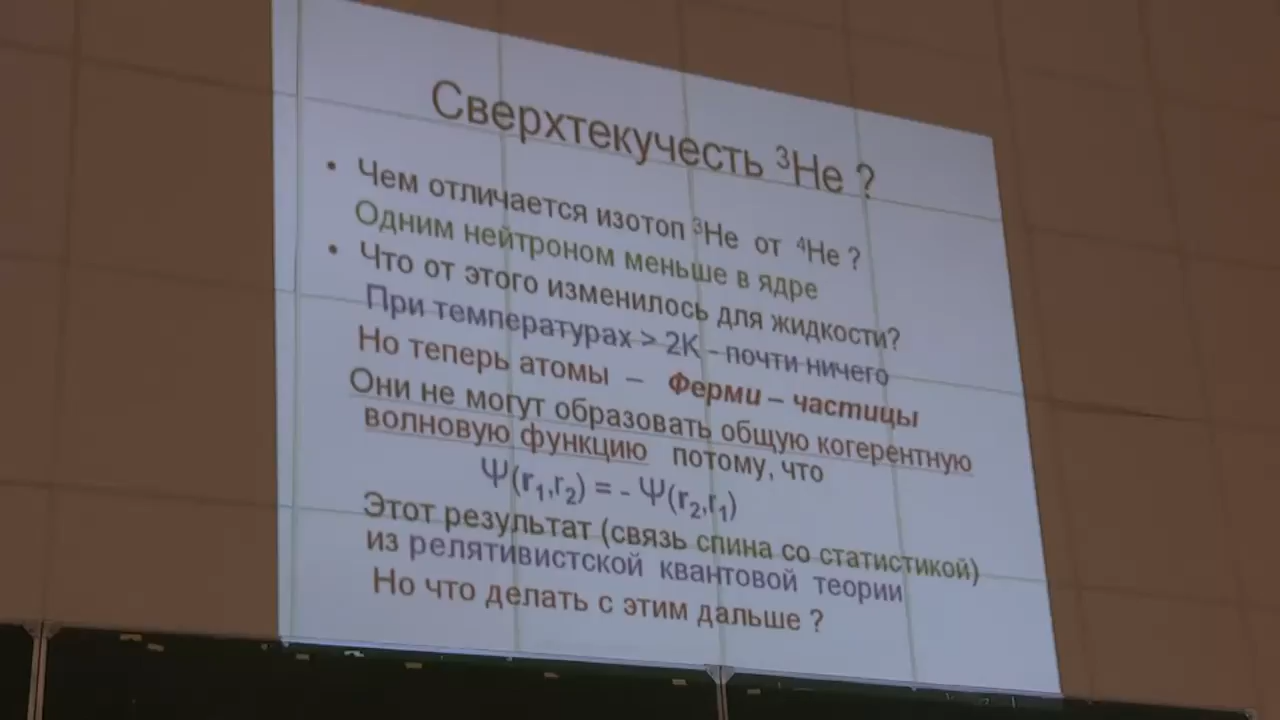 Сверхтекучесть ³He ?
• Чем отличается изотоп ³He от ⁴He ?
Одним нейтроном меньше в ядре
• Что от этого изменилось для жидкости?
При температурах > 2K - почти ничего
Но теперь атомы – Ферми – частицы
Они не могут образовать общую когерентную
волновую функцию потому, что
Ψ(r₁,r₂) = - Ψ(r₂,r₁)
Этот результат (связь спина со статистикой)
из релятивистской квантовой теории
Но что делать с этим дальше ?